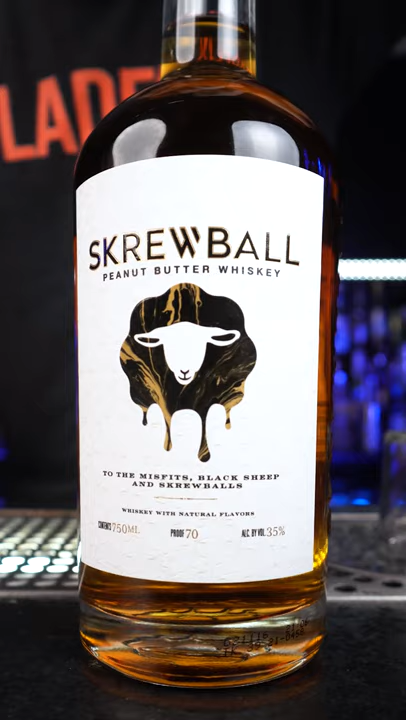 LADE
SKREWBALL
PEANUT BUTTER WHISKEY
TO THE MISFITS, BLACK SHEEP
AND SKREWBALLS
WHISKEY WITH NATURAL FLAVORS
CONTENTS 750ML PROOF 70 ALC. BY VOL. 35%